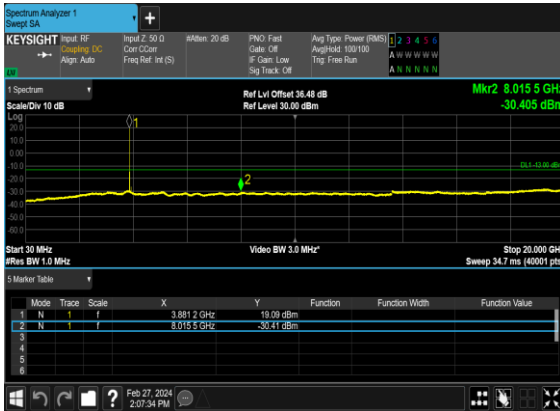 Spectrum Analyzer 1
Swept SA
KEYSIGHT
Input: RF
Coupling: DC
Align: Auto
Input Z: 50 Ω
Corr CCorr
Freq Ref: Int (S)
#Atten: 20 dB
PNO: Fast
Gate: Off
IF Gain: Low
Sig Track: Off
Avg Type: Power (RMS)
Avg|Hold: 100/100
Trig: Free Run
1 2 3 4 5 6
A W W W W W
A N N N N N
1 Spectrum
Scale/Div 10 dB
Ref Lvl Offset 36.48 dB
Ref Level 30.00 dBm
Mkr2 8.015 5 GHz
-30.405 dBm
Log
20.0
10.0
0.00
-10.0
-20.0
-30.0
-40.0
-50.0
-60.0
1
2
DL1 -13.00 dBm
Start 30 MHz
#Res BW 1.0 MHz
Video BW 3.0 MHz*
Stop 20.000 GHz
Sweep 34.7 ms (40001 pts)
5 Marker Table
Mode Trace Scale X Y Function Function Width Function Value
1 N 1 f 3.881 2 GHz 19.09 dBm
2 N 1 f 8.015 5 GHz -30.41 dBm
3
4
5
6
Feb 27, 2024
2:07:34 PM